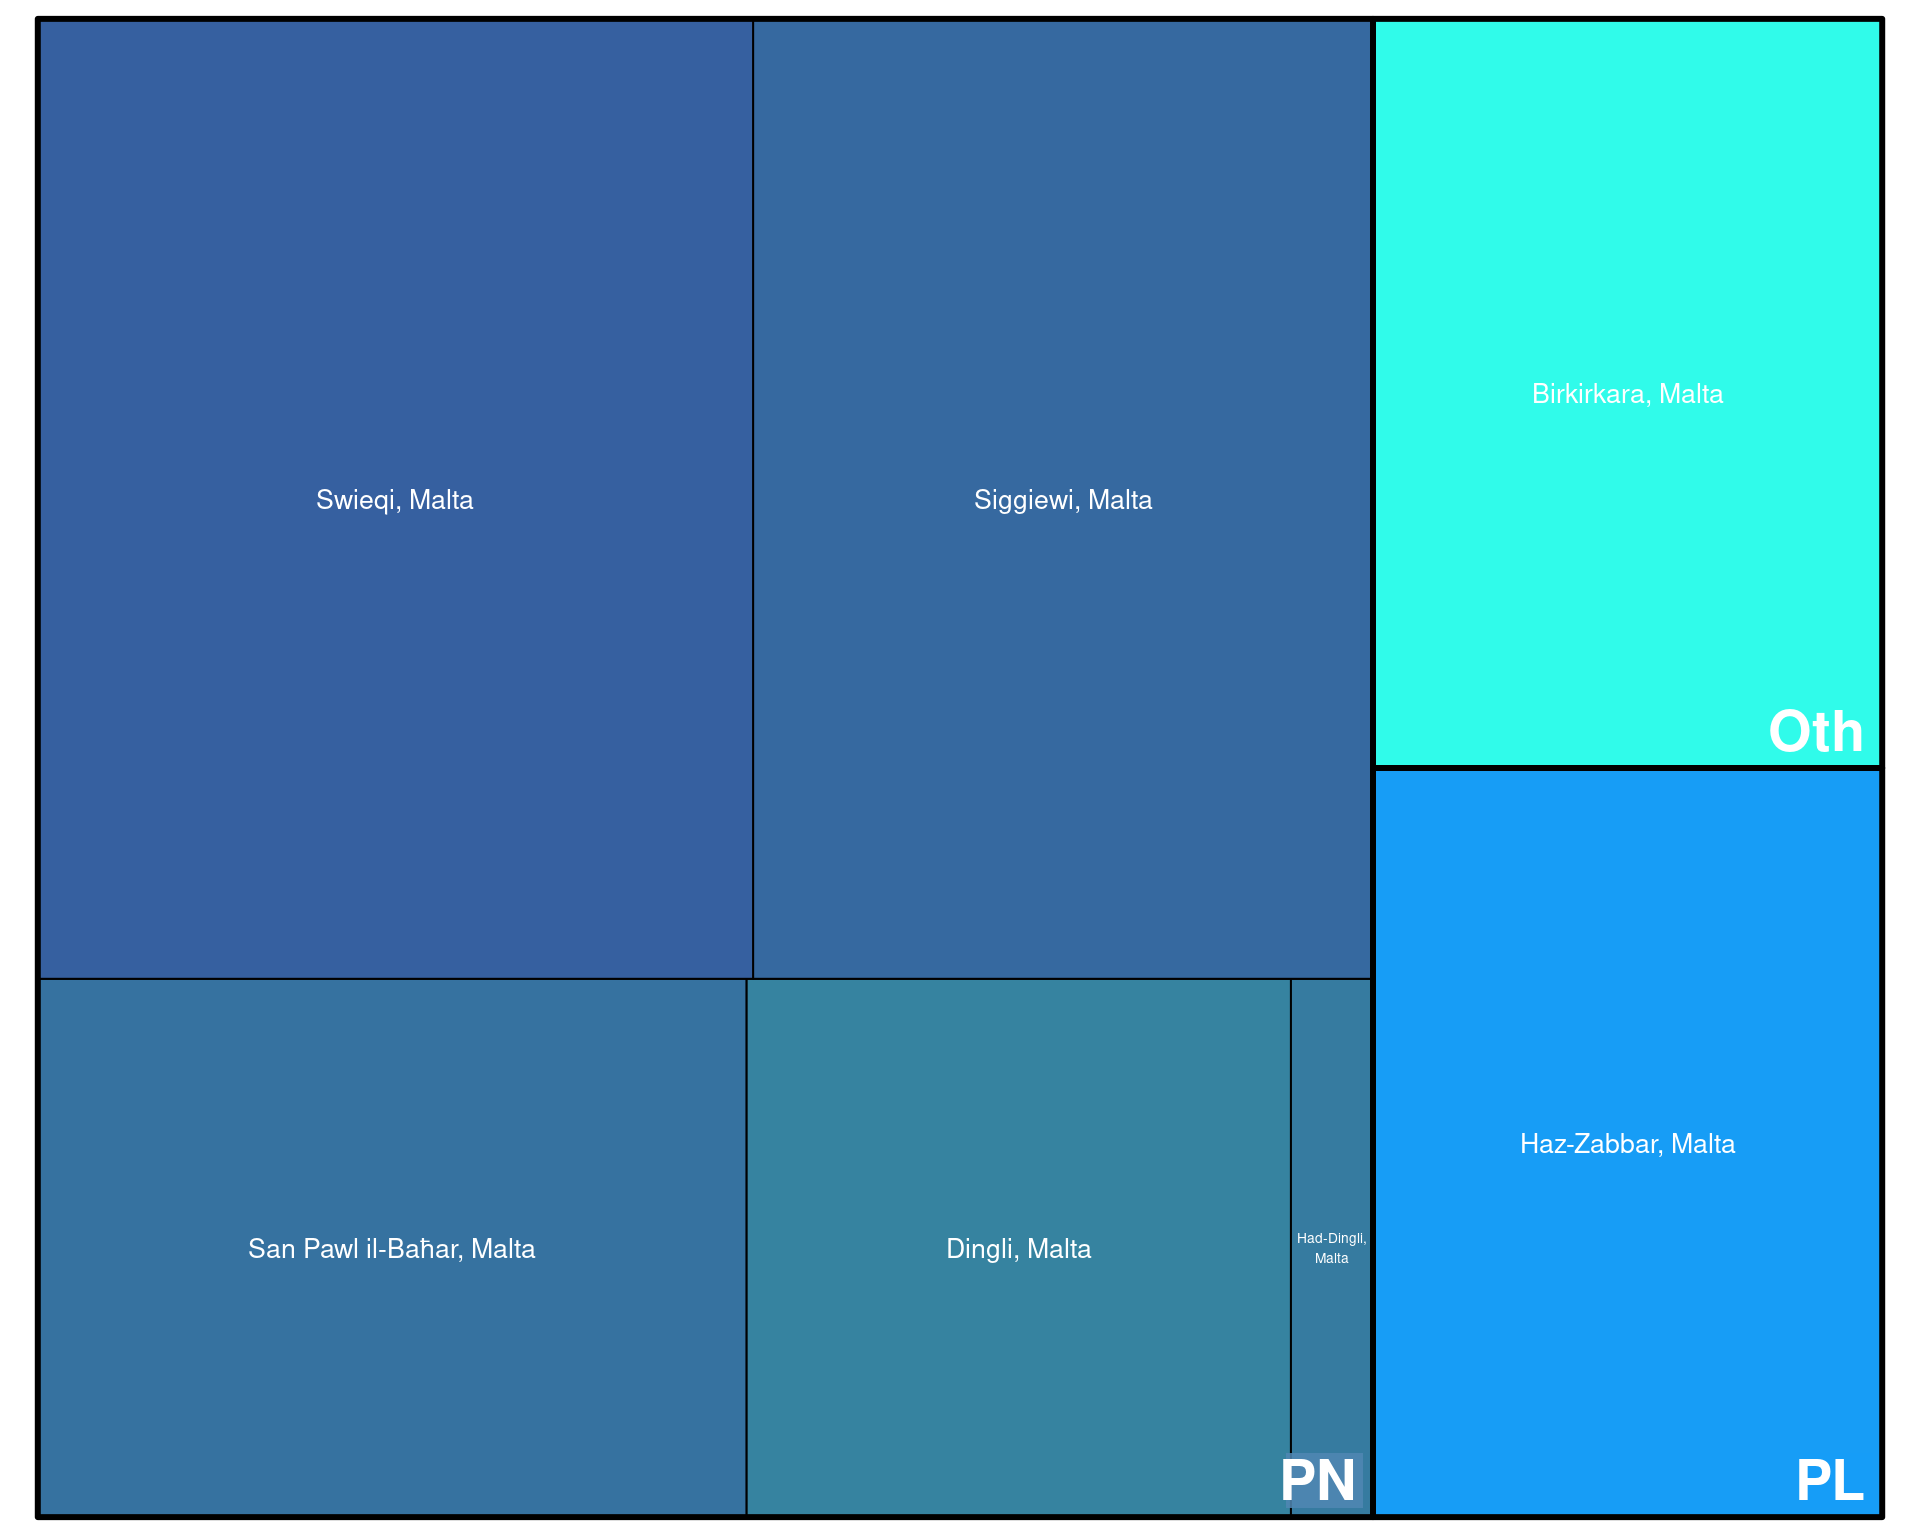 Swieqi, Malta
Siggiewi, Malta
Birkirkara, Malta
Oth
San Pawl il-Baħar, Malta
Dingli, Malta
Had-Dingli,
Malta
PN
Haz-Zabbar, Malta
PL